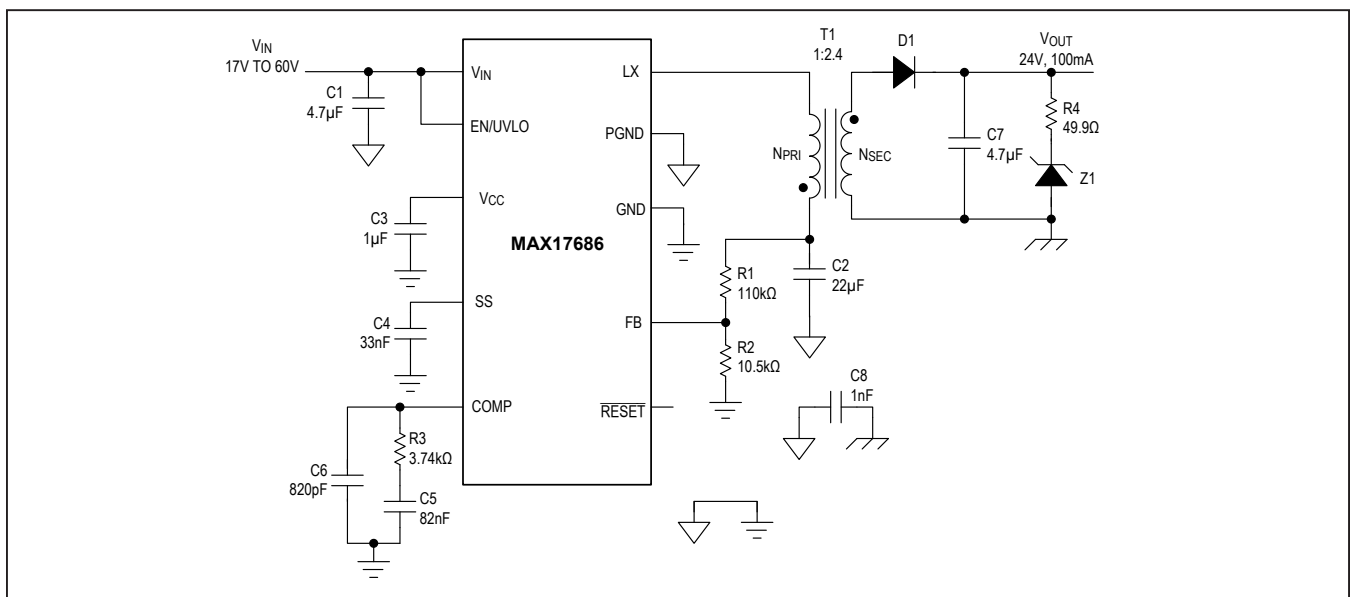 VIN
17V TO 60V
C1
4.7µF
VIN
EN/UVLO
VCC
C3
1µF
SS
C4
33nF
COMP
R3
3.74kΩ
C6
820pF
C5
82nF
MAX17686
LX
PGND
GND
FB
RESET
T1
1:2.4
NPRI
NSEC
D1
VOUT
24V, 100mA
C7
4.7µF
R4
49.9Ω
Z1
R1
110kΩ
C2
22µF
R2
10.5kΩ
C8
1nF